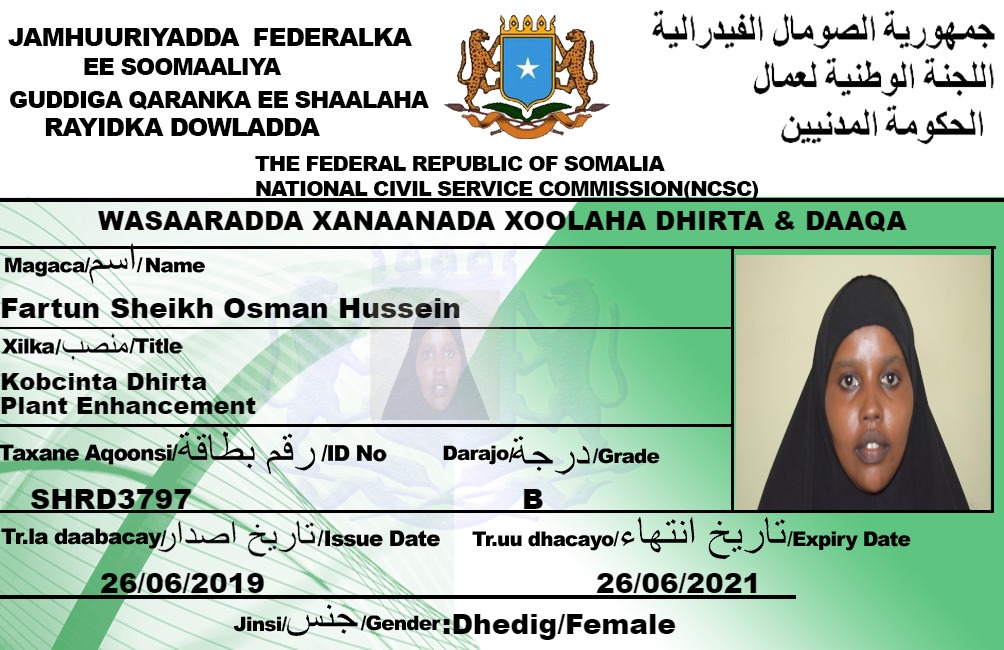 JAMHUURIYADDA FEDERALKA
EE SOOMAALIYA
GUDDIGA QARANKA EE SHAALAHA
RAYIDKA DOWLADDA
جمهورية الصومال الفيدرالية
اللجنة الوطنية لعمال
الحكومة المدنيين
THE FEDERAL REPUBLIC OF SOMALIA
NATIONAL CIVIL SERVICE COMMISSION(NCSC)
WASAARADDA XANAANADA XOOLAHA DHIRTA & DAAQA
Magaca/اسم/Name
Fartun Sheikh Osman Hussein
Xilka/منصب/Title
Kobcinta Dhirta
Plant Enhancement
Taxane Aqoonsi/رقم بطاقة/ID No
Darajo/درجة/Grade
SHRD3797
B
Tr.la daabacay/تاريخ اصدار/Issue Date
Tr.uu dhacayo/تاريخ انتهاء/Expiry Date
26/06/2019
26/06/2021
Jinsi/جنس/Gender:Dhedig/Female